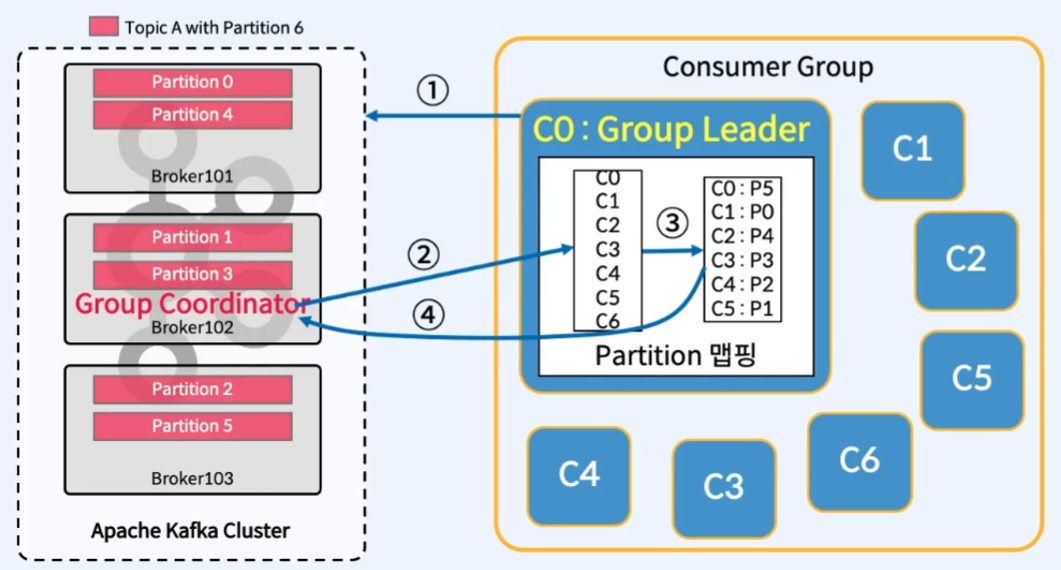 Topic A with Partition 6
Partition 0
Partition 4
Broker101
Partition 1
Partition 3
Group Coordinator
Broker102
Partition 2
Partition 5
Broker103
Apache Kafka Cluster
①
②
④
Consumer Group
C0 : Group Leader
C0
C1
C2
C3
C4
C5
C6
③
C0 : P5
C1 : P0
C2 : P4
C3 : P3
C4 : P2
C5 : P1
Partition 맵핑
C1
C2
C5
C6
C3
C4